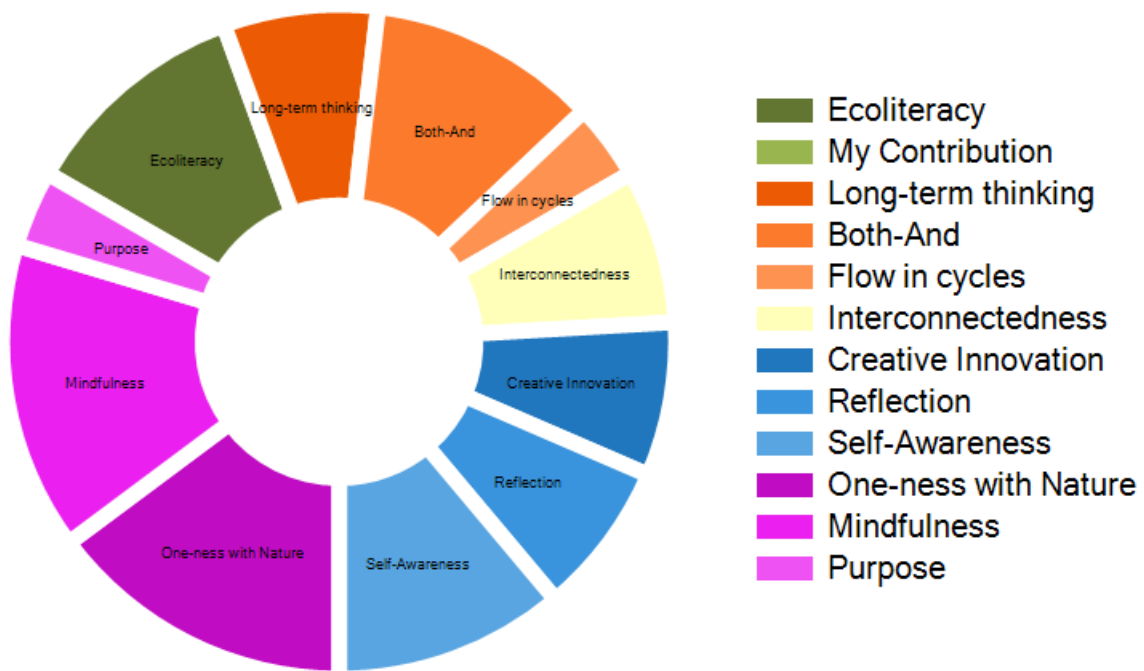 Long-term thinking
Both-And
Ecoliteracy
Flow in cycles
Purpose
Interconnectedness
Mindfulness
Creative Innovation
Reflection
One-ness with Nature
Self-Awareness
Ecoliteracy
My Contribution
Long-term thinking
Both-And
Flow in cycles
Interconnectedness
Creative Innovation
Reflection
Self-Awareness
One-ness with Nature
Mindfulness
Purpose